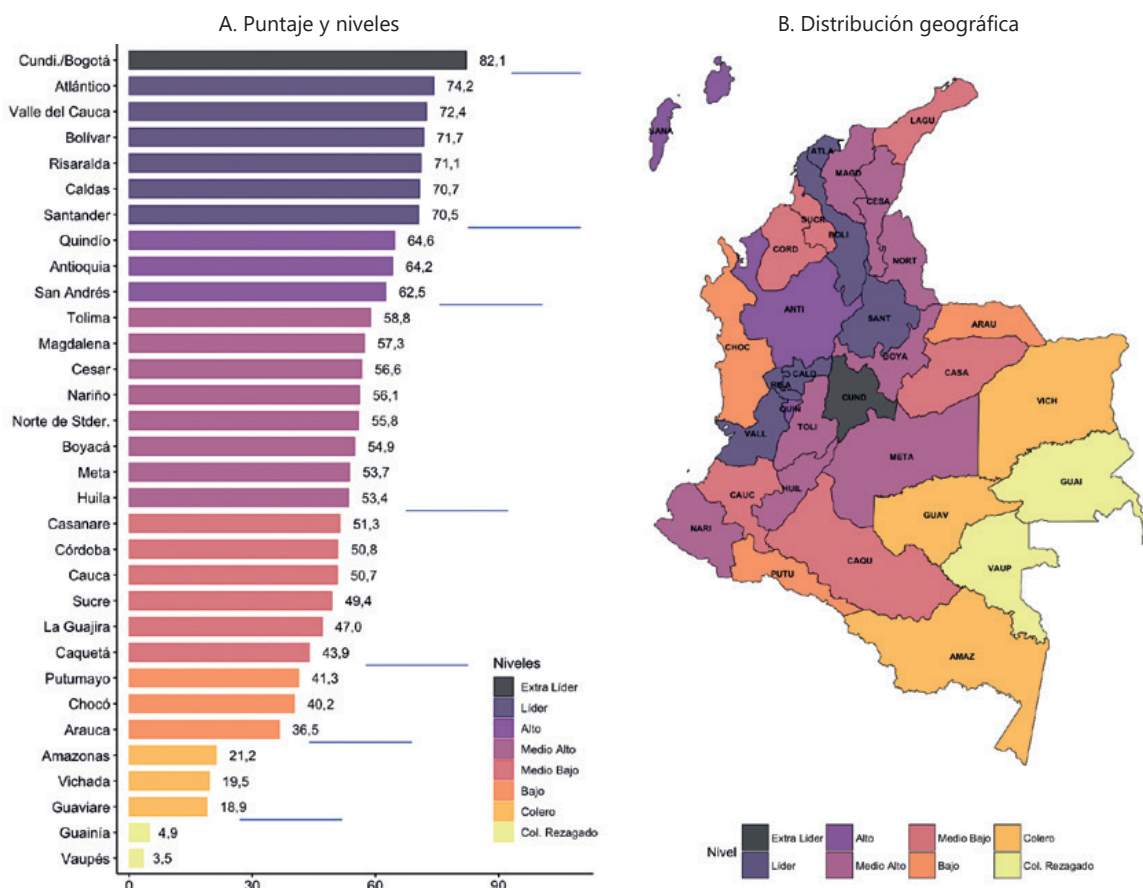 A. Puntaje y niveles
Cundi./Bogotá 82,1
Atlántico 74,2
Valle del Cauca 72,4
Bolívar 71,7
Risaralda 71,1
Caldas 70,7
Santander 70,5
Quindío 64,6
Antioquia 64,2
San Andrés 62,5
Tolima 58,8
Magdalena 57,3
Cesar 56,6
Nariño 56,1
Norte de Stder. 55,8
Boyacá 54,9
Meta 53,7
Huila 53,4
Casanare 51,3
Córdoba 50,8
Cauca 50,7
Sucre 49,4
La Guajira 47,0
Caquetá 43,9
Putumayo 41,3
Chocó 40,2
Arauca 36,5
Amazonas 21,2
Vichada 19,5
Guaviare 18,9
Guainía 4,9
Vaupés 3,5
0 30 60 90
Niveles
Extra Líder
Líder
Alto
Medio Alto
Medio Bajo
Bajo
Colero
Col. Rezagado
B. Distribución geográfica
LAGU
SANA
ATLA
MAGD
CESA
SUCR
BOLI
CORD
NORT
ANTI
SANT
ARAU
CHOC
BOYA
CALD
CASA
RISA
CUND
VICH
QUIN
VALL
TOLI
META
GUAI
CAUC
HUIL
GUAV
NARI
CAQU
VAUP
PUTU
AMAZ
Nivel
Extra Líder Alto Medio Bajo Colero
Líder Medio Alto Bajo Col. Rezagado